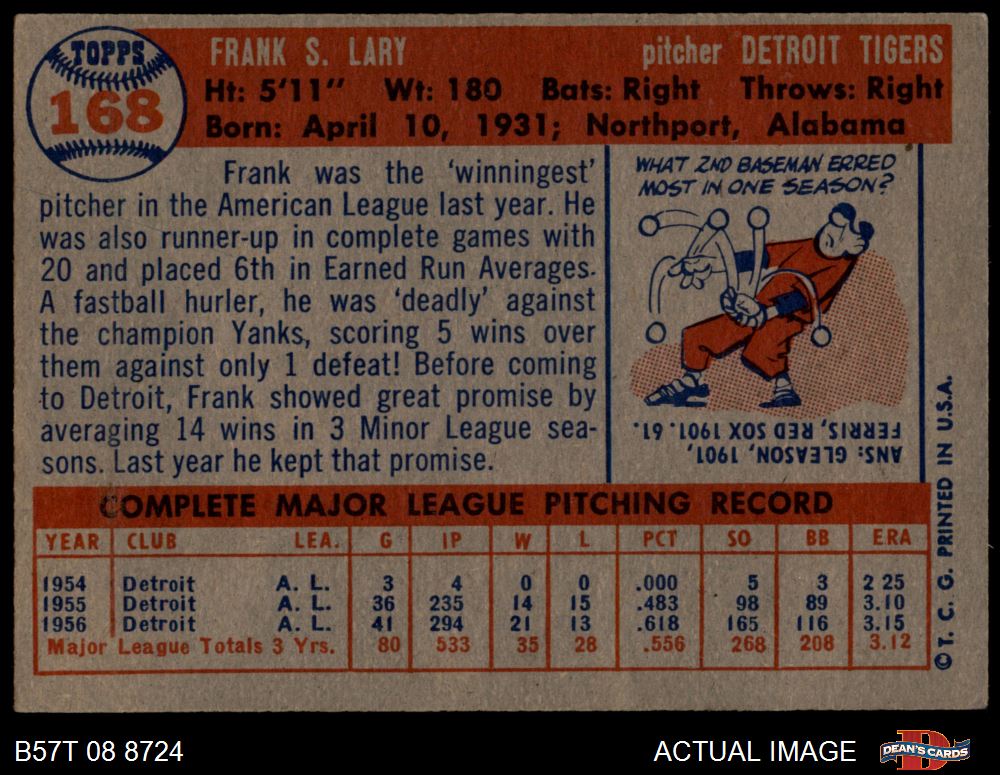 TOPPS
168
FRANK S. LARY pitcher DETROIT TIGERS
Ht: 5'11" Wt: 180 Bats: Right Throws: Right
Born: April 10, 1931; Northport, Alabama
Frank was the 'winningest'
pitcher in the American League last year. He
was also runner-up in complete games with
20 and placed 6th in Earned Run Averages.
A fastball hurler, he was 'deadly' against
the champion Yanks, scoring 5 wins over
them against only 1 defeat! Before coming
to Detroit, Frank showed great promise by
averaging 14 wins in 3 Minor League sea-
sons. Last year he kept that promise.
WHAT 2ND BASEMAN ERRED
MOST IN ONE SEASON?
ANS: GLEASON, 1901,
FERRIS, RED SOX 1901. 61.
COMPLETE MAJOR LEAGUE PITCHING RECORD
YEAR CLUB LEA. G IP W L PCT SO BB ERA
1954 Detroit A. L. 3 4 0 0 .000 5 3 2 25
1955 Detroit A. L. 36 235 14 15 .483 98 89 3.10
1956 Detroit A. L. 41 294 21 13 .618 165 116 3.15
Major League Totals 3 Yrs. 80 533 35 28 .556 268 208 3.12
© T. C. G. PRINTED IN U.S.A.
B57T 08 8724 ACTUAL IMAGE
D
DEAN'S CARDS